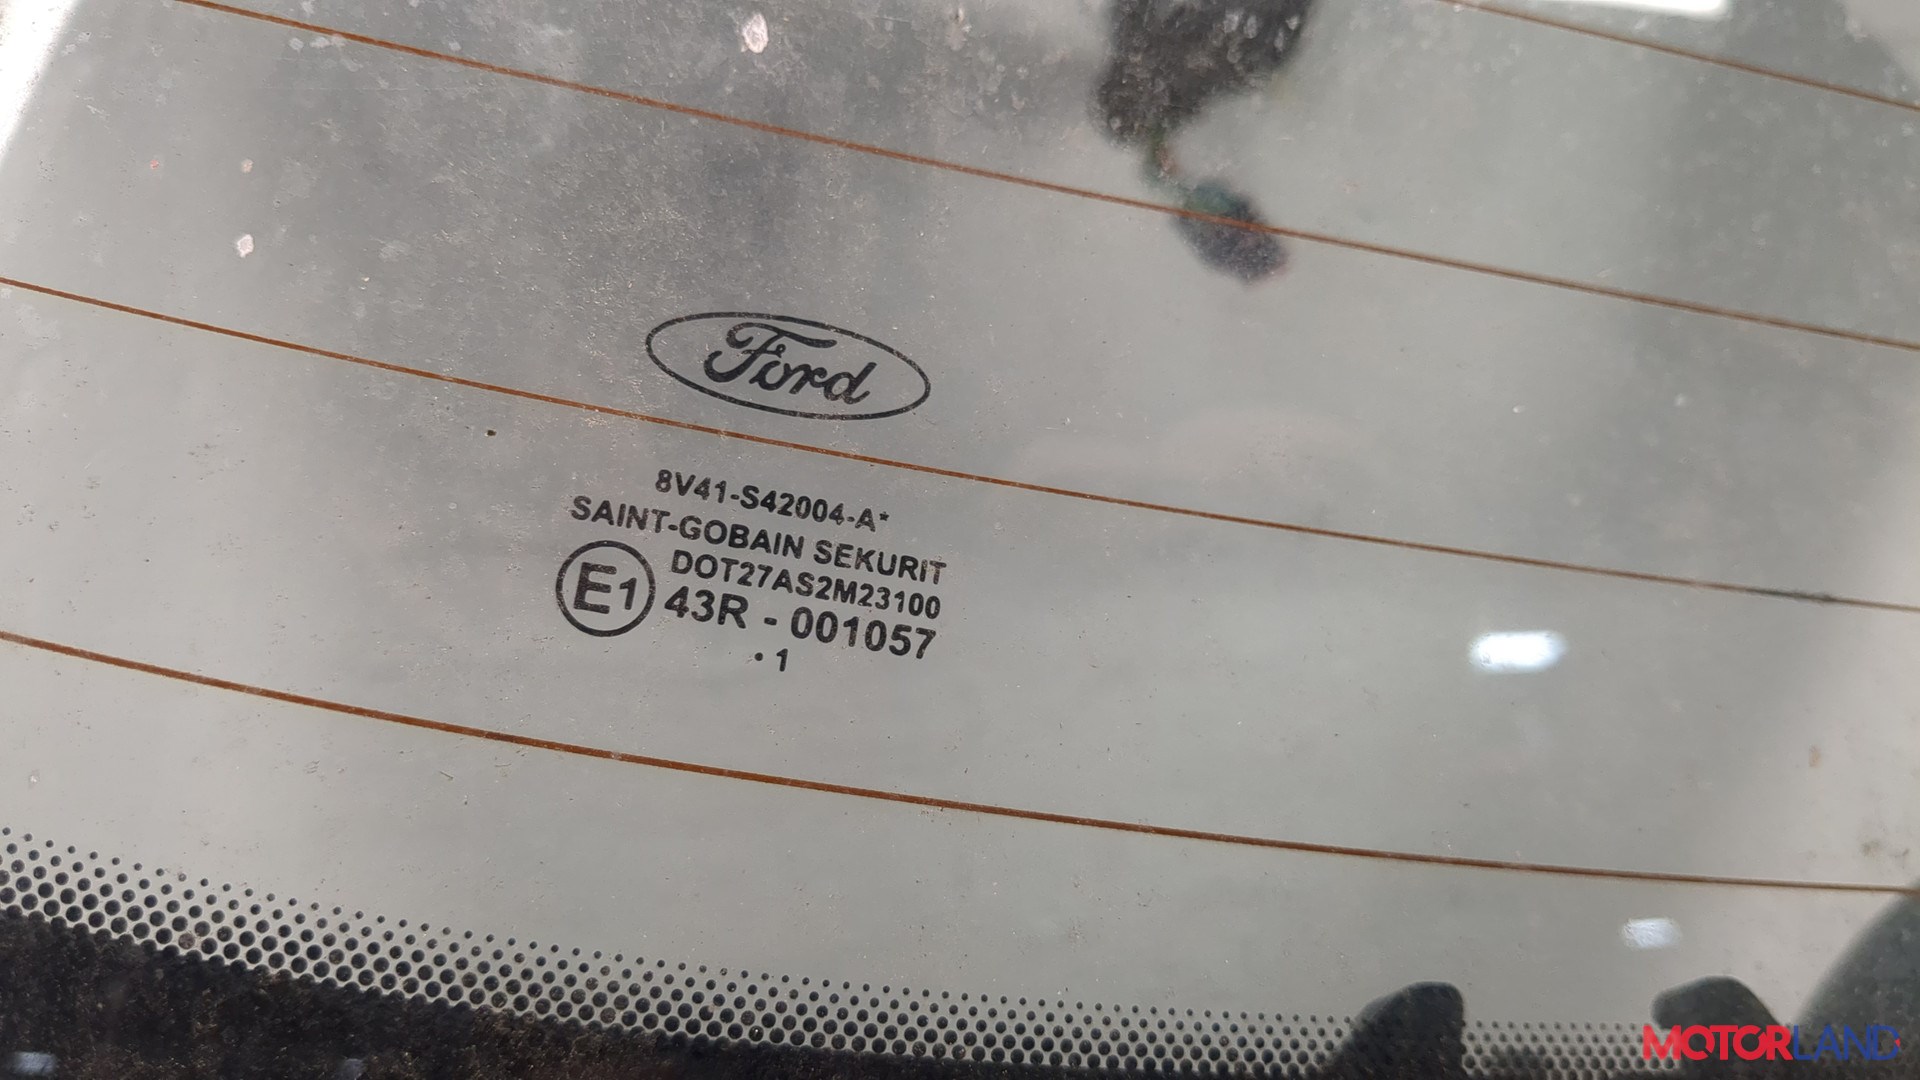 Ford
8V41-S42004-A*
SAINT-GOBAIN SEKURIT
DOT27AS2M23100
E1 43R - 001057
· 1
MOTORLAND